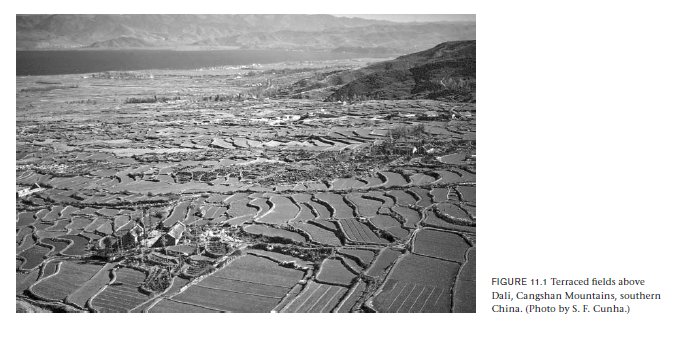 FIGURE 11.1 Terraced fields above
Dali, Cangshan Mountains, southern
China. (Photo by S. F. Cunha.)